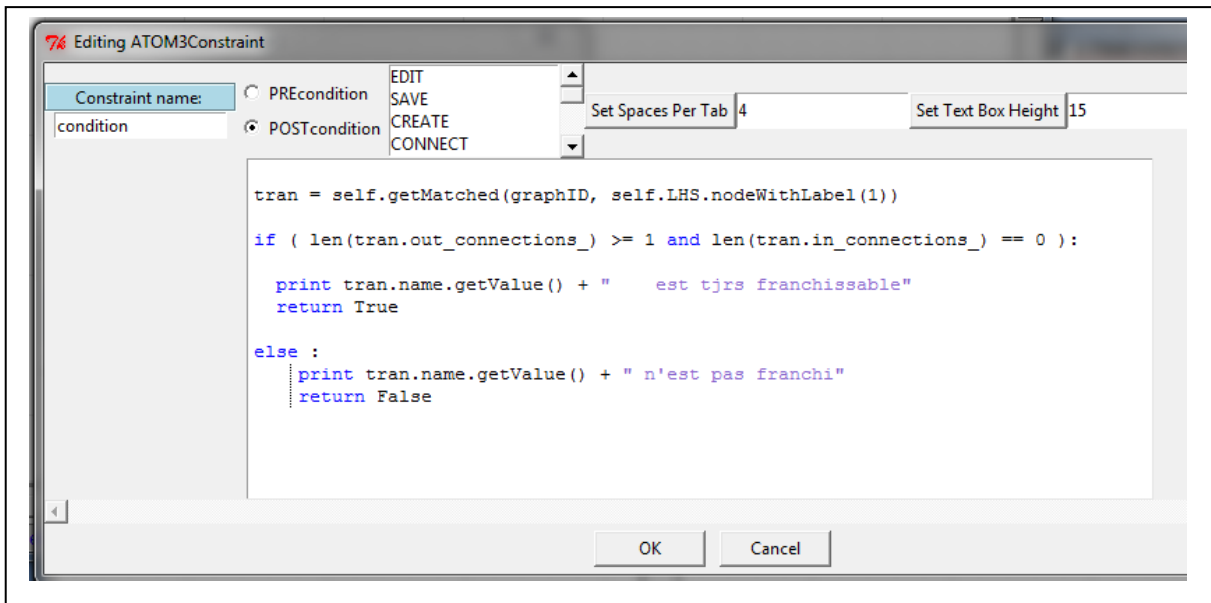 Editing ATOM3Constraint
Constraint name:
condition
PREcondition
POSTcondition
EDIT
SAVE
CREATE
CONNECT
Set Spaces Per Tab 4
Set Text Box Height 15
tran = self.getMatched(graphID, self.LHS.nodeWithLabel(1))
if ( len(tran.out_connections_) >= 1 and len(tran.in_connections_) == 0 ):
print tran.name.getValue() + "    est tjrs franchissable"
return True
else :
print tran.name.getValue() + " n'est pas franchi"
return False
OK
Cancel